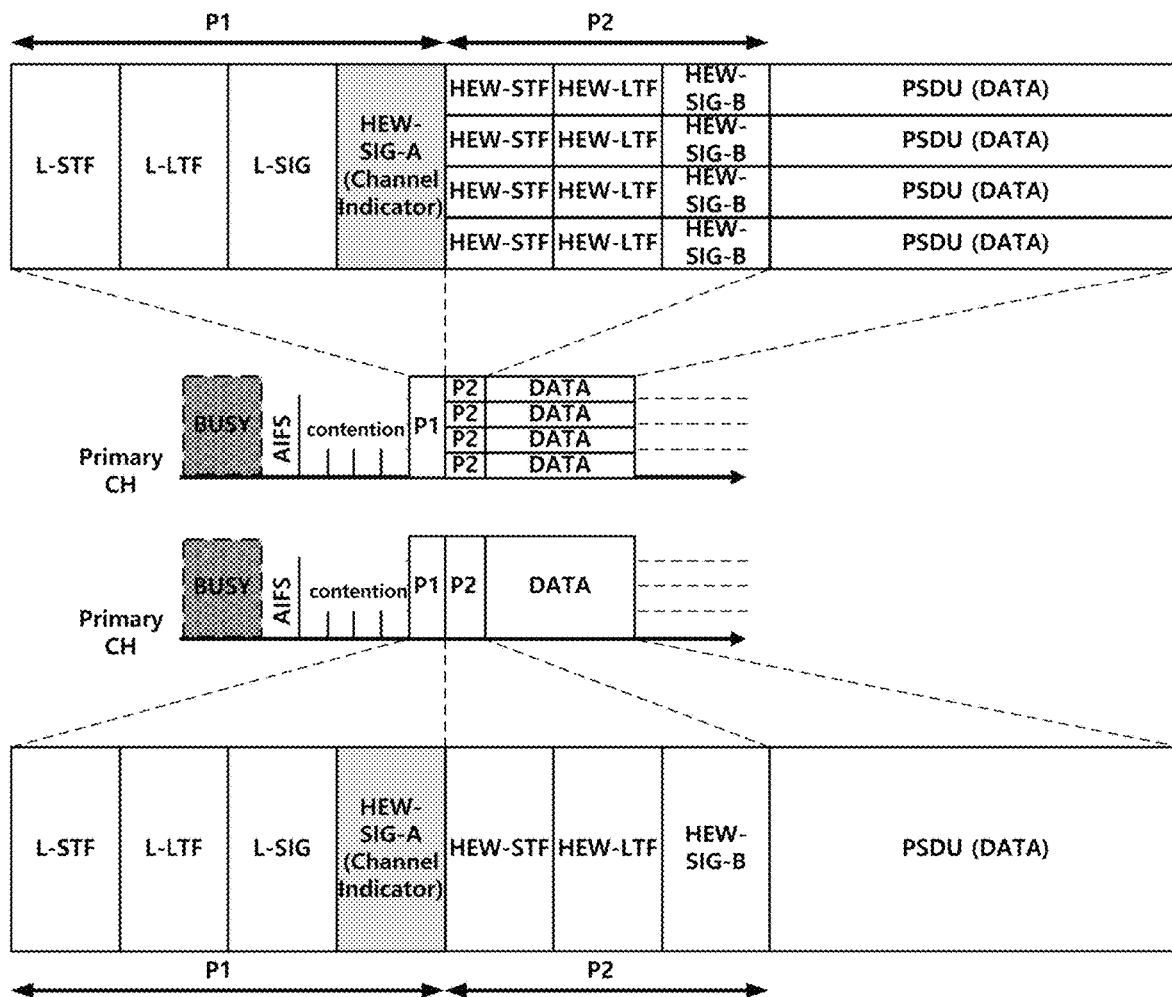 P1
P2
L-STF
L-LTF
L-SIG
HEW-
SIG-A
(Channel
Indicator)
HEW-STF
HEW-LTF
HEW-
SIG-B
PSDU (DATA)
HEW-STF
HEW-LTF
HEW-
SIG-B
PSDU (DATA)
HEW-STF
HEW-LTF
HEW-
SIG-B
PSDU (DATA)
HEW-STF
HEW-LTF
HEW-
SIG-B
PSDU (DATA)
Primary
CH
BUSY
AIFS
contention
P1
P2
DATA
P2
DATA
P2
DATA
P2
DATA
Primary
CH
BUSY
AIFS
contention
P1
P2
DATA
L-STF
L-LTF
L-SIG
HEW-
SIG-A
(Channel
Indicator)
HEW-STF
HEW-LTF
HEW-
SIG-B
PSDU (DATA)
P1
P2